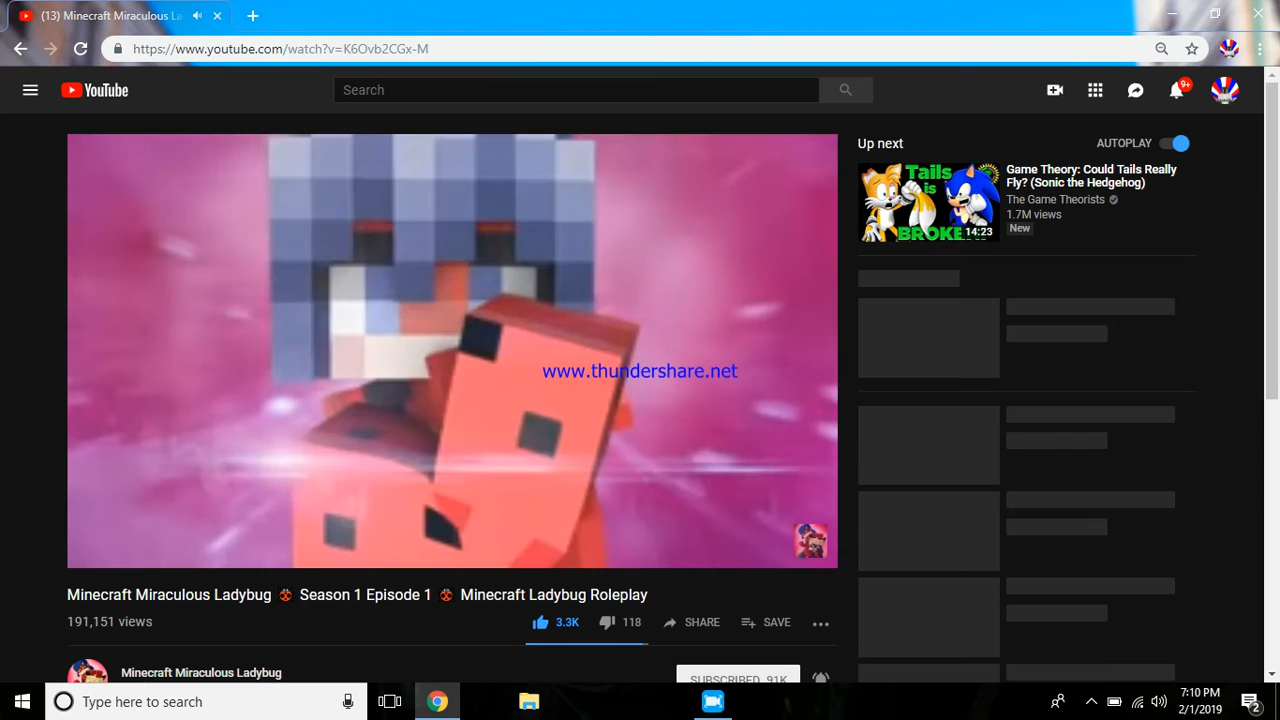 (13) Minecraft Miraculous La
https://www.youtube.com/watch?v=K6Ovb2CGx-M
YouTube
Search
9+
Up next
AUTOPLAY
Tails is BROKEN
14:23
Game Theory: Could Tails Really
Fly? (Sonic the Hedgehog)
The Game Theorists
1.7M views
New
www.thundershare.net
Minecraft Miraculous Ladybug 🐞 Season 1 Episode 1 🐞 Minecraft Ladybug Roleplay
191,151 views
3.3K
118
SHARE
SAVE
Minecraft Miraculous Ladybug
SUBSCRIBED 91K
Type here to search
7:10 PM
2/1/2019
2